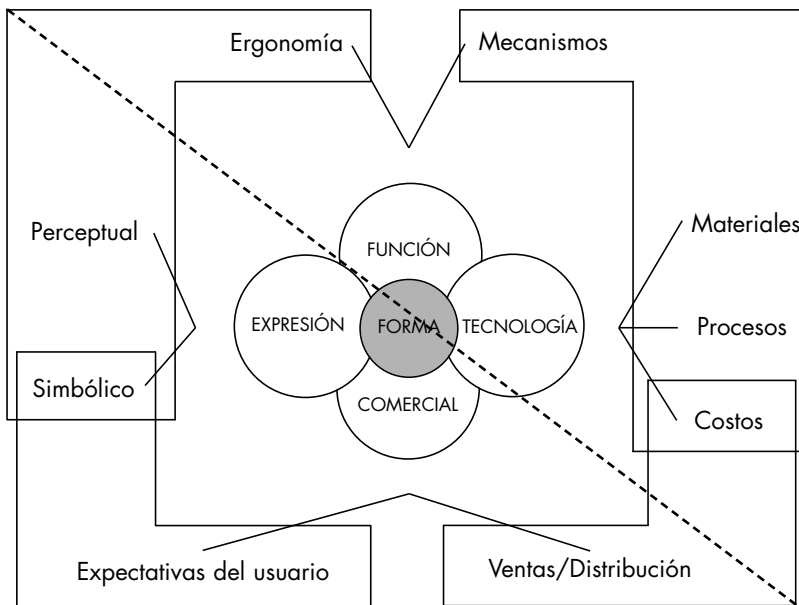 Ergonomía
Mecanismos
Perceptual
Materiales
FUNCIÓN
EXPRESIÓN
FORMA
TECNOLOGÍA
Procesos
Simbólico
COMERCIAL
Costos
Expectativas del usuario
Ventas/Distribución